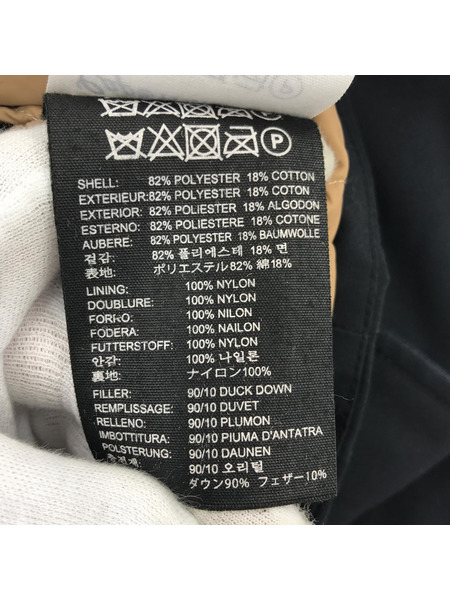 SHELL: 82% POLYESTER 18% COTTON
EXTERIEUR: 82% POLYESTER 18% COTON
EXTERIOR: 82% POLIESTER 18% ALGODON
ESTERNO: 82% POLIESTERE 18% COTONE
AUBERE: 82% POLYESTER 18% BAUMWOLLE
겉감: 82% 폴리에스테 18% 면
表地: ポリエステル82% 綿18%
LINING: 100% NYLON
DOUBLURE: 100% NYLON
FORRO: 100% NILON
FODERA: 100% NAILON
FUTTERSTOFF: 100% NYLON
안감: 100% 나일론
裏地: ナイロン100%
FILLER: 90/10 DUCK DOWN
REMPLISSAGE: 90/10 DUVET
RELLENO: 90/10 PLUMON
IMBOTTITURA: 90/10 PIUMA D'ANTATRA
POLSTERUNG: 90/10 DAUNEN
충전재: 90/10 오리털
ダウン90% フェザー10%